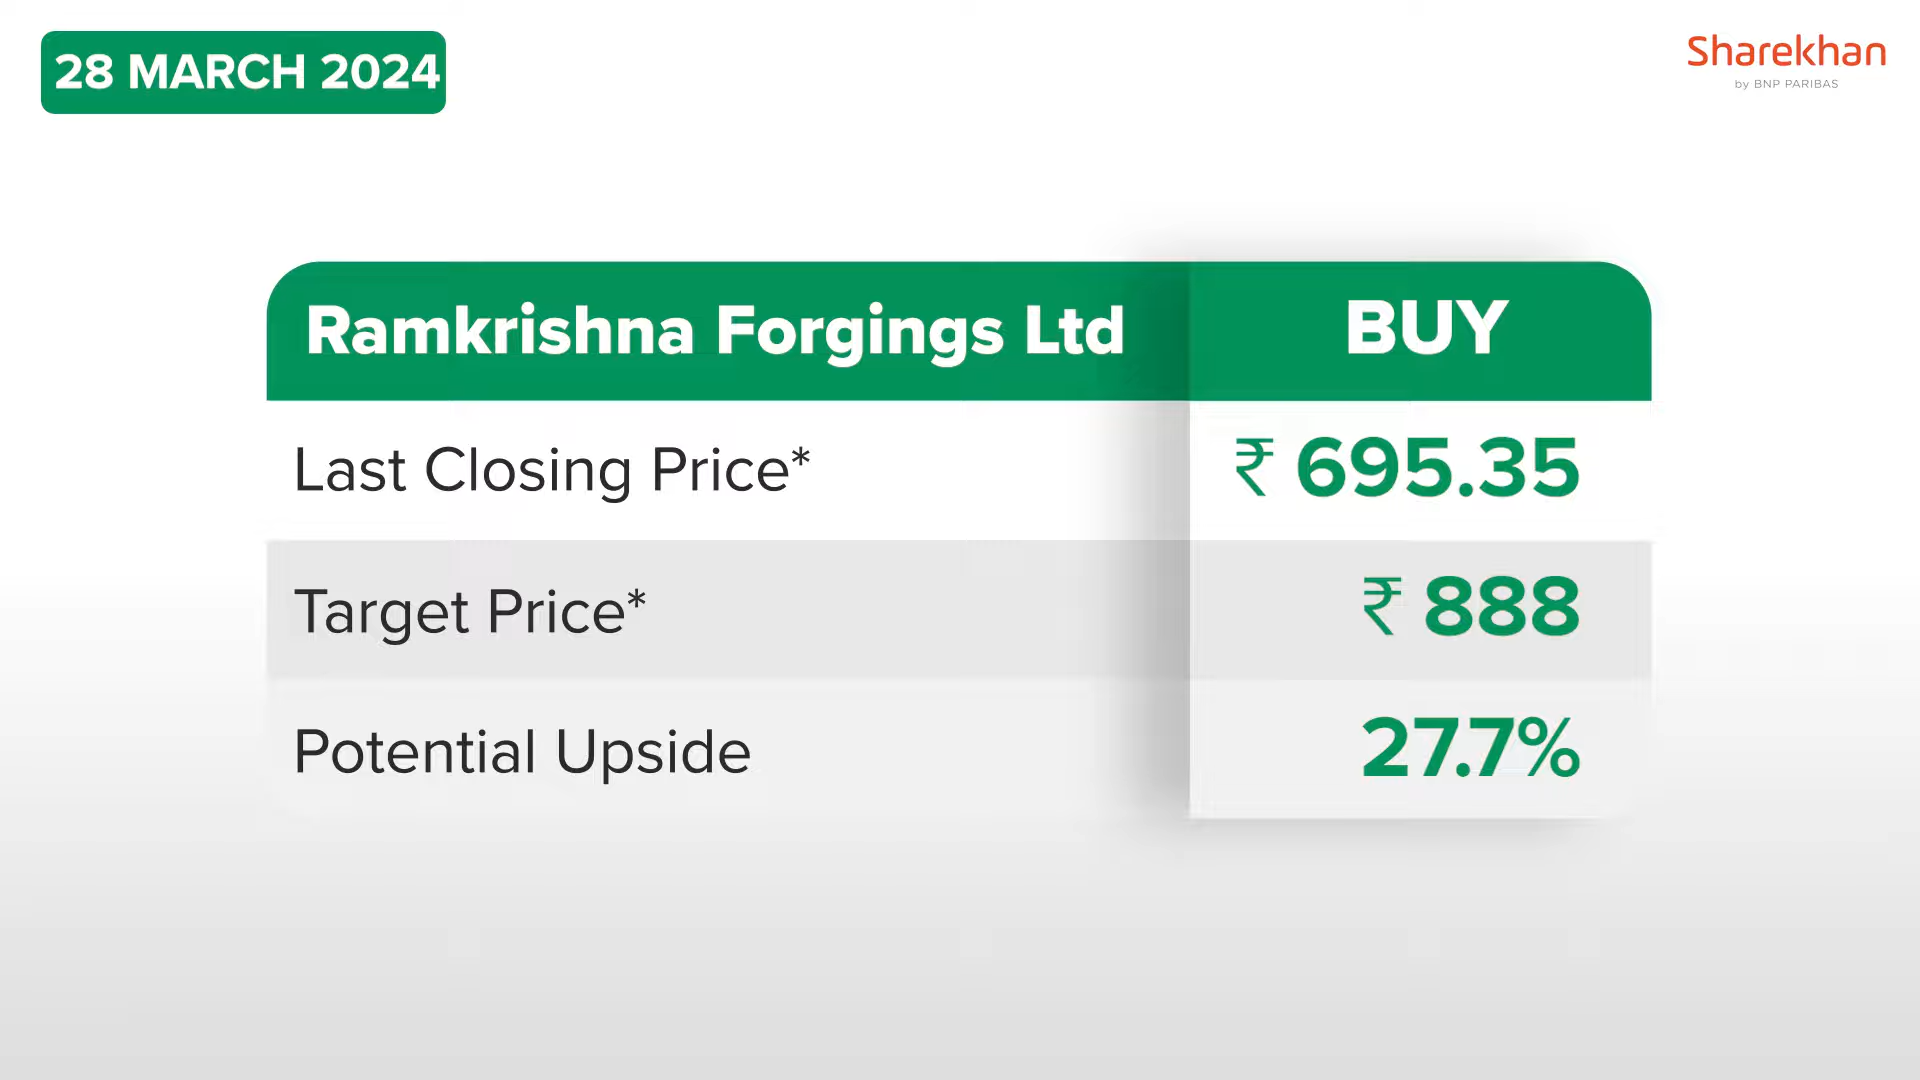 28 MARCH 2024
Sharekhan
by BNP PARIBAS
Ramkrishna Forgings Ltd BUY
Last Closing Price* ₹ 695.35
Target Price* ₹ 888
Potential Upside 27.7%